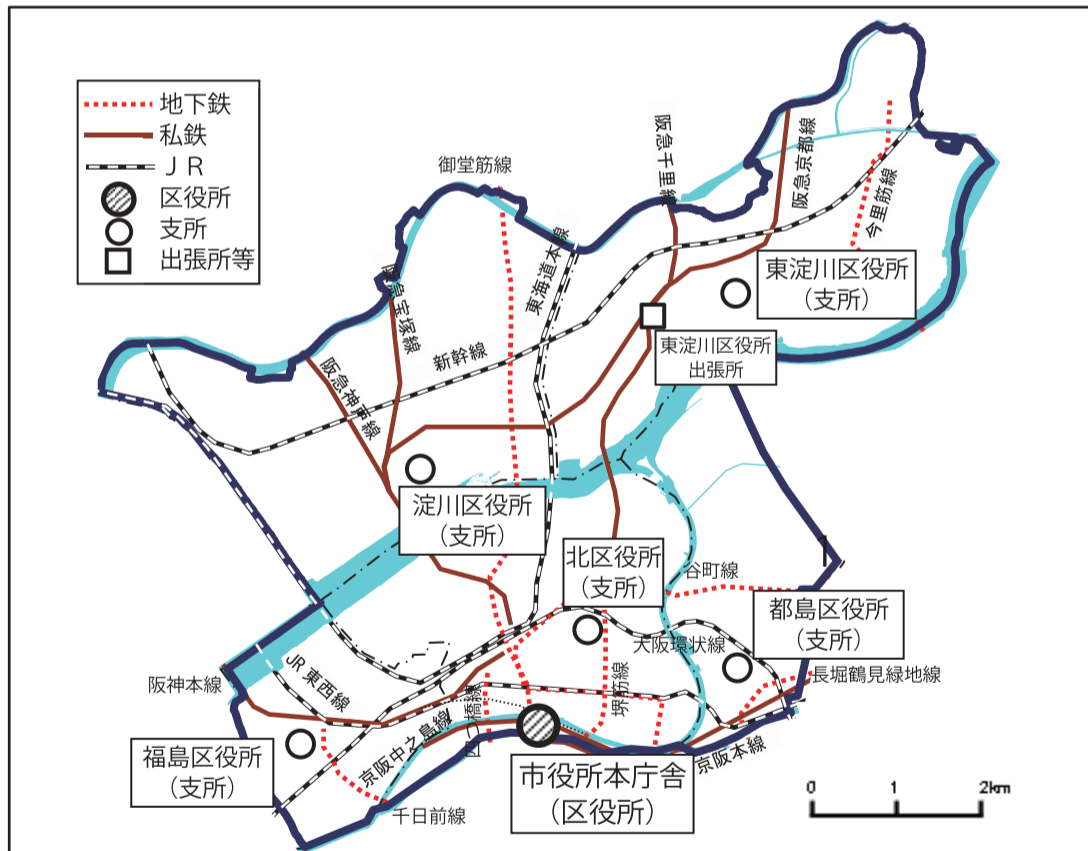 地下鉄
私鉄
ＪＲ
区役所
支所
出張所等
御堂筋線
阪急千里線
阪急京都線
今里筋線
東海道本線
阪急宝塚線
新幹線
阪急神戸線
東淀川区役所
（支所）
東淀川区役所
出張所
淀川区役所
（支所）
北区役所
（支所）
谷町線
都島区役所
（支所）
大阪環状線
長堀鶴見緑地線
阪神本線
JR東西線
堺筋線
四つ橋線
京阪中之島線
京阪本線
福島区役所
（支所）
千日前線
市役所本庁舎
（区役所）
0 1 2km